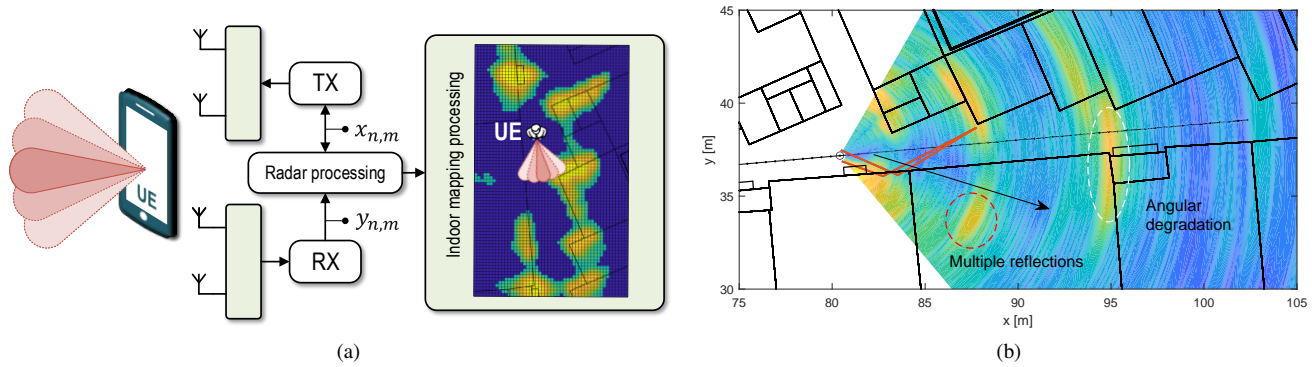 UE
TX
x_{n,m}
Radar processing
y_{n,m}
RX
Indoor mapping processing
UE
(a)
45
40
35
30
y [m]
75
80
85
90
95
100
105
x [m]
Multiple reflections
Angular
degradation
(b)